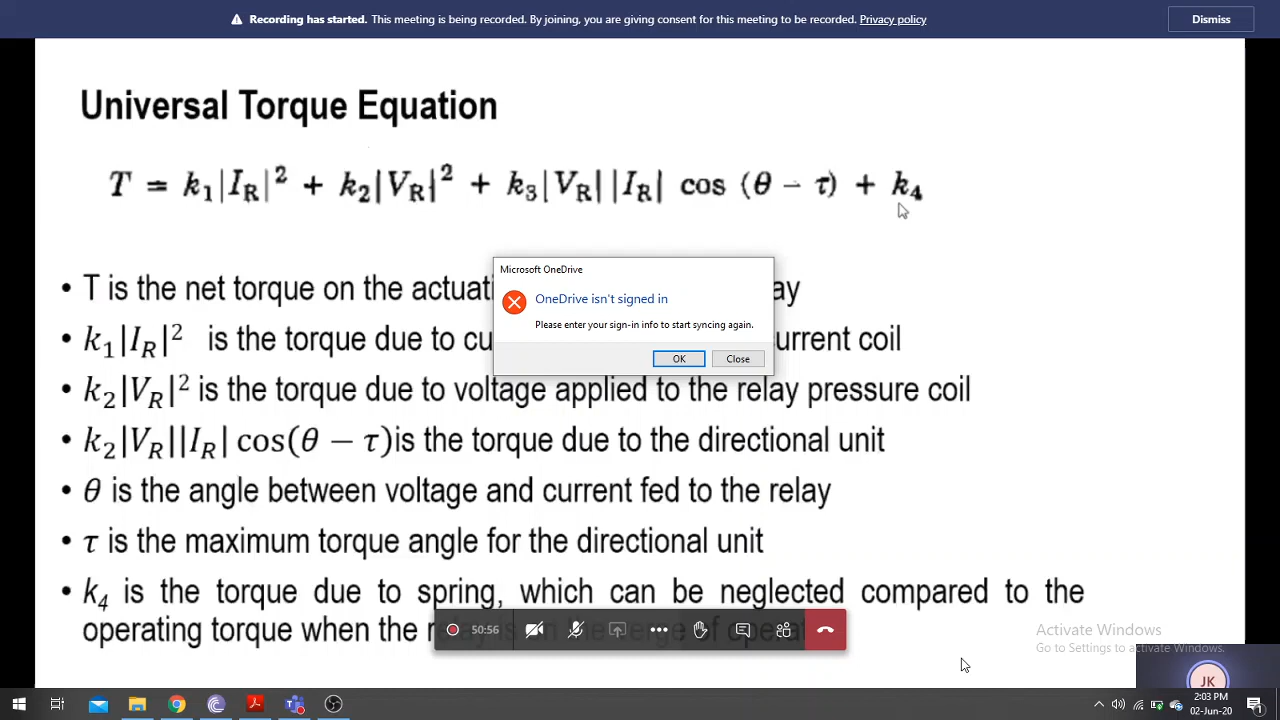 Recording has started. This meeting is being recorded. By joining, you are giving consent for this meeting to be recorded. Privacy policy
Dismiss
Universal Torque Equation
T = k₁|I_R|² + k₂|V_R|² + k₃|V_R||I_R| cos (θ − τ) + k₄
Microsoft OneDrive
OneDrive isn't signed in
Please enter your sign-in info to start syncing again.
OK Close
• T is the net torque on the actuati ay
• k₁|I_R|² is the torque due to cu urrent coil
• k₂|V_R|² is the torque due to voltage applied to the relay pressure coil
• k₂|V_R||I_R| cos(θ − τ)is the torque due to the directional unit
• θ is the angle between voltage and current fed to the relay
• τ is the maximum torque angle for the directional unit
• k₄ is the torque due to spring, which can be neglected compared to the
operating torque when the
50:56
Activate Windows
Go to Settings to activate Windows.
JK
2:03 PM
02-Jun-20
1